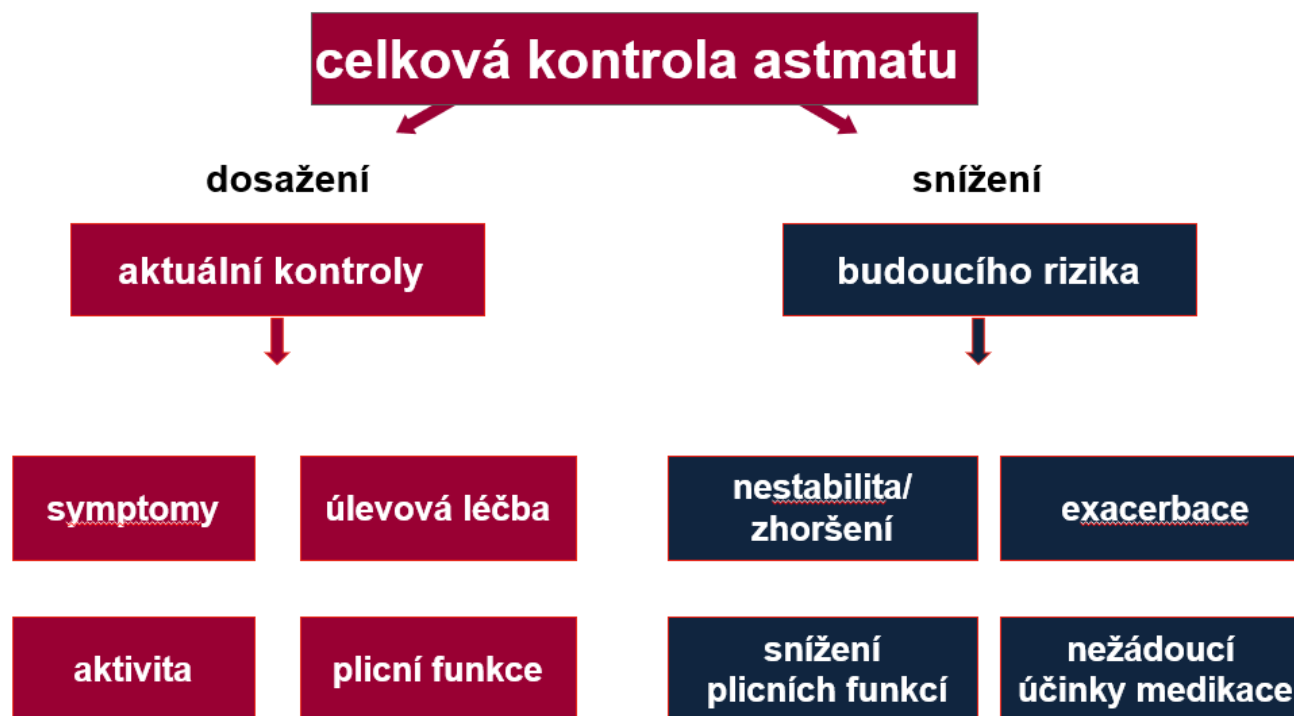 celková kontrola astmatu
dosažení
snížení
aktuální kontroly
budoucího rizika
symptomy
úlevová léčba
nestabilita/
zhoršení
exacerbace
aktivita
plicní funkce
snížení
plicních funkcí
nežádoucí
účinky medikace